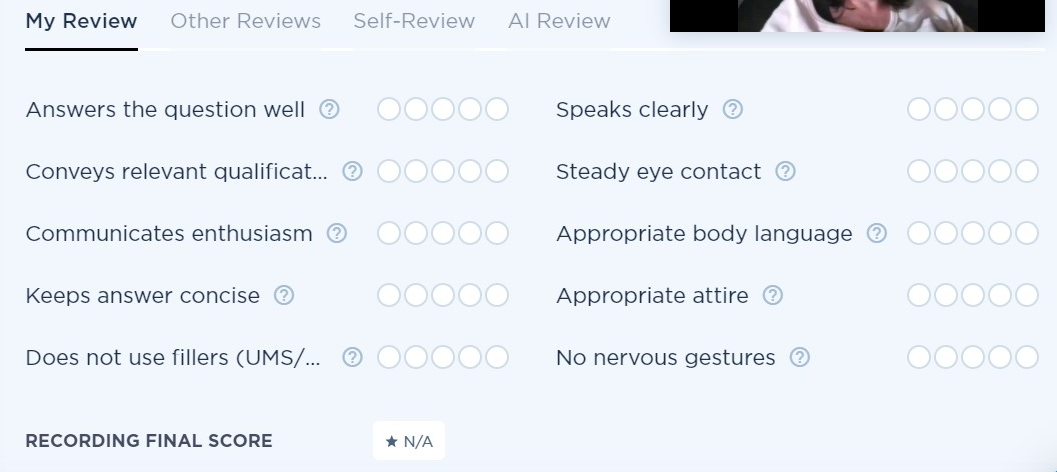 My Review Other Reviews Self-Review AI Review
Answers the question well ? Speaks clearly ?
Conveys relevant qualificat... ? Steady eye contact ?
Communicates enthusiasm ? Appropriate body language ?
Keeps answer concise ? Appropriate attire ?
Does not use fillers (UMS/... ? No nervous gestures ?
RECORDING FINAL SCORE ★ N/A